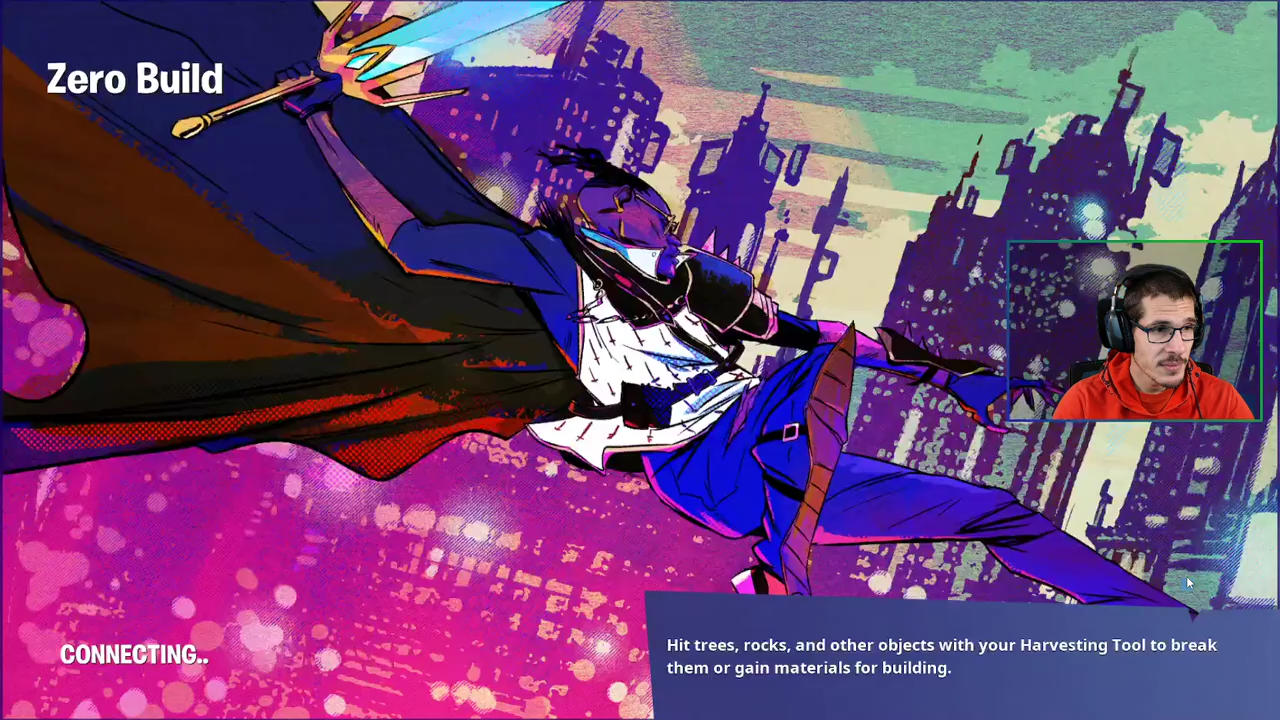 Zero Build
CONNECTING..
Hit trees, rocks, and other objects with your Harvesting Tool to break
them or gain materials for building.